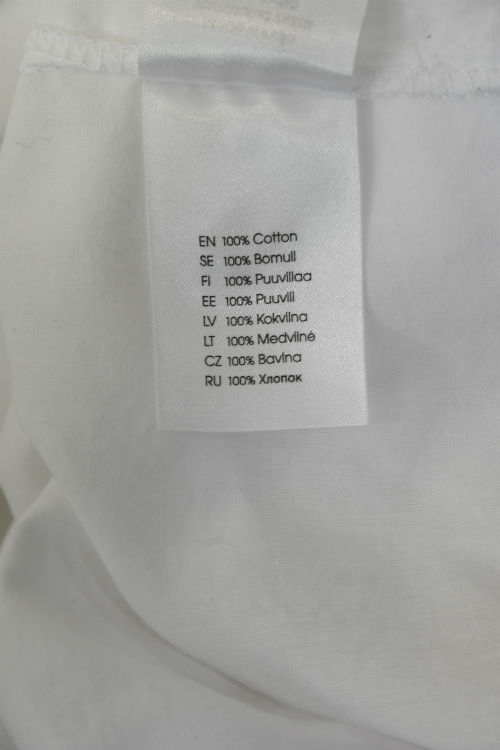 EN 100% Cotton
SE 100% Bomull
FI 100% Puuvillaa
EE 100% Puuvill
LV 100% Kokvilna
LT 100% Medvilnė
CZ 100% Bavlna
RU 100% Хлопок